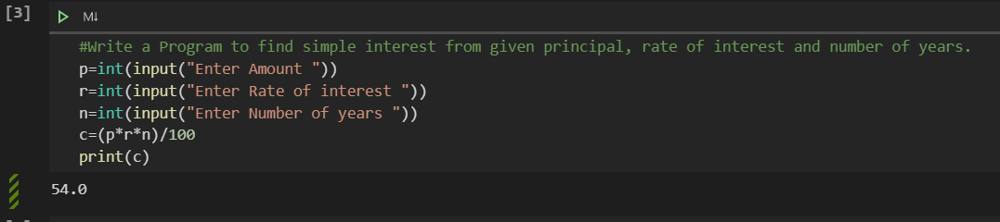 [3]
M↓
#Write a Program to find simple interest from given principal, rate of interest and number of years.
p=int(input("Enter Amount "))
r=int(input("Enter Rate of interest "))
n=int(input("Enter Number of years "))
c=(p*r*n)/100
print(c)
54.0